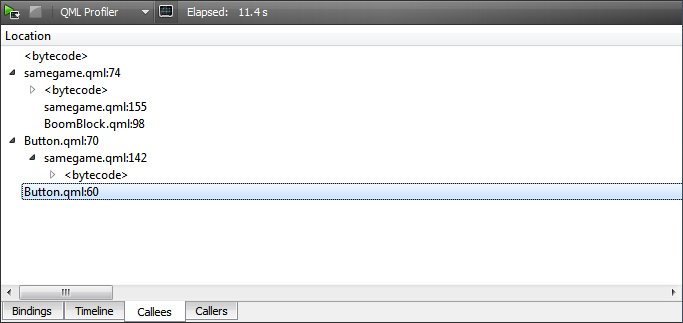 QML Profiler Elapsed: 11.4 s
Location
<bytecode>
samegame.qml:74
<bytecode>
samegame.qml:155
BoomBlock.qml:98
Button.qml:70
samegame.qml:142
<bytecode>
Button.qml:60
Bindings Timeline Callees Callers